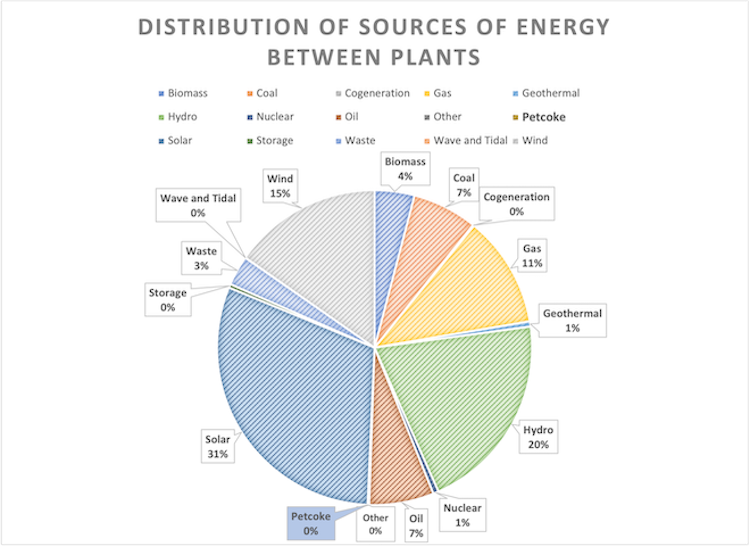 DISTRIBUTION OF SOURCES OF ENERGY
BETWEEN PLANTS
Biomass Coal Cogeneration Gas Geothermal
Hydro Nuclear Oil Other Petcoke
Solar Storage Waste Wave and Tidal Wind
Biomass
4%
Coal
7%
Cogeneration
0%
Gas
11%
Geothermal
1%
Hydro
20%
Nuclear
1%
Oil
7%
Other
0%
Petcoke
0%
Solar
31%
Storage
0%
Waste
3%
Wave and Tidal
0%
Wind
15%